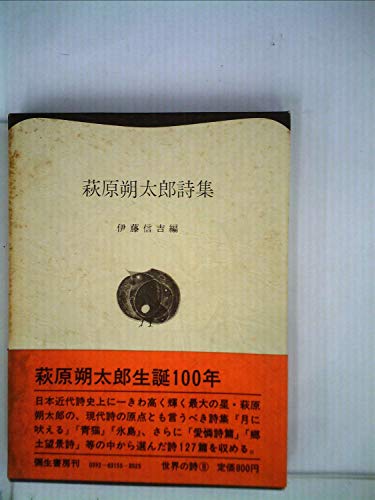 萩原朔太郎詩集
伊藤信吉編
萩原朔太郎生誕100年
日本近代詩史上に一きわ高く輝く最大の星・萩原
朔太郎の、現代詩の原点とも言うべき詩集『月に
吠える』『青猫』『氷島』、さらに「愛憐詩篇」「郷
土望景詩」等の中から選んだ詩127篇を収める。
彌生書房刊
世界の詩⑧ 定価800円